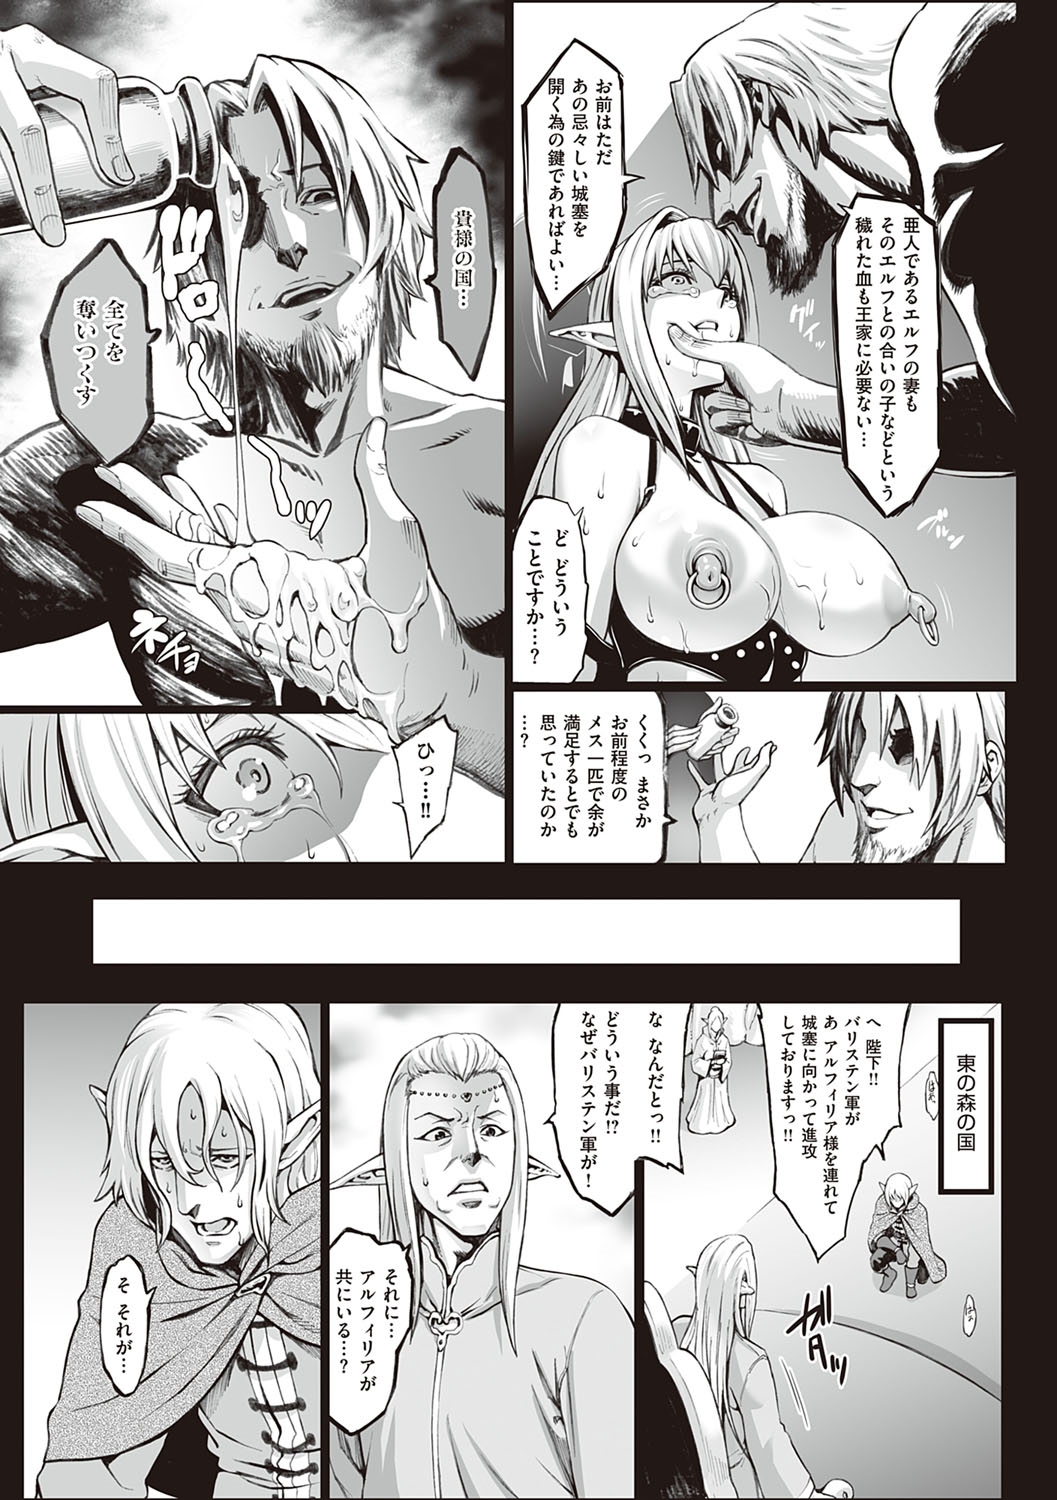 お前はただ
あの忌々しい城塞を
開く為の鍵であればよい…
亜人であるエルフの妻も
そのエルフとの合いの子などという
穢れた血も王家に必要ない…
グイッ
ど どういう
ことですか…？
くくっ まさか
お前程度の
メス一匹で余が
満足するとでも
思っていたのか
…？
貴様の国…
全てを
奪いつくす
ドロ
ネチョ
ひっ…!!
東の森の国
へ 陛下!!
バリステン軍が
あ アルフィリア様を連れて
城塞に向かって進攻
しておりますっ!!
な なんだとっ!!
ガタッ
どういう事だ!?
なぜバリステン軍が！
それに…
アルフィリアが
共にいる…？
そ それが…